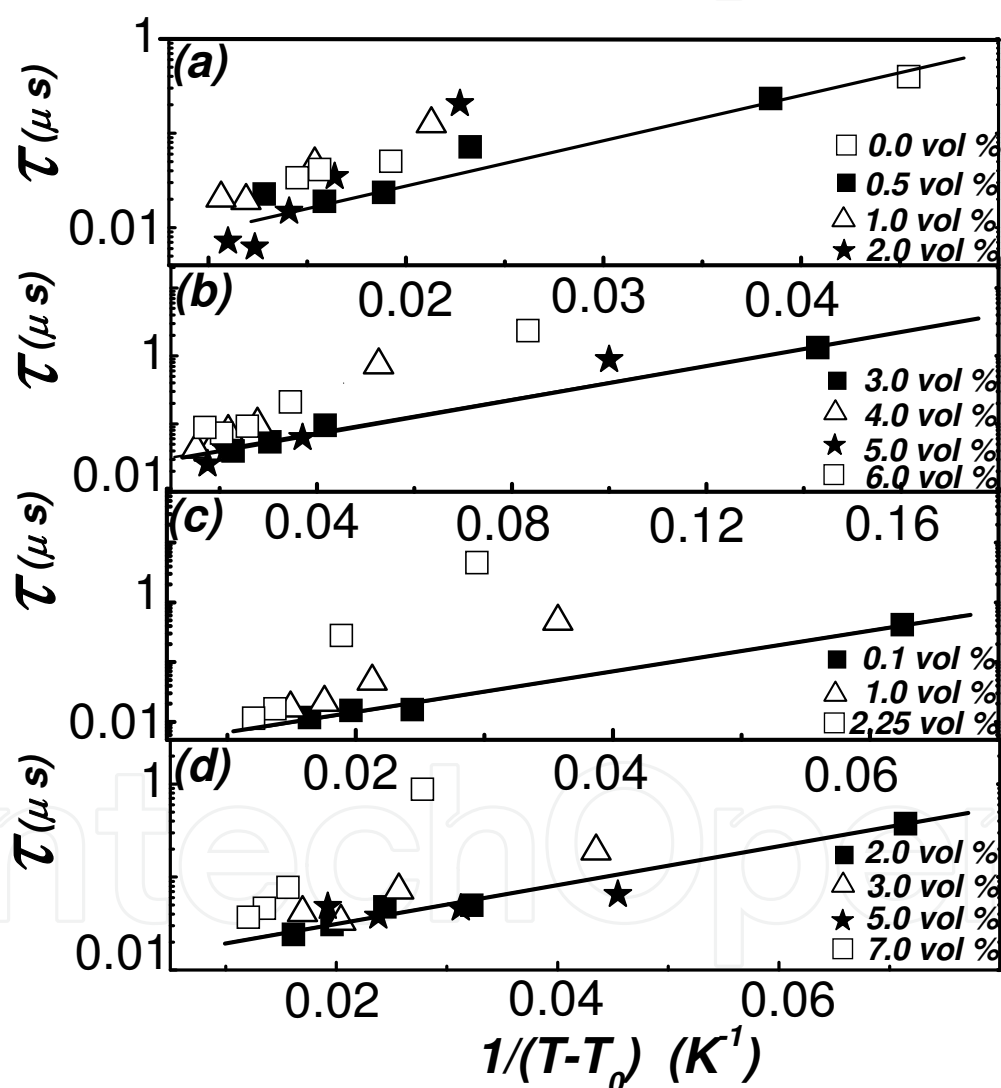 (a)
1
0.01
τ (μ s)
0.0 vol %
0.5 vol %
1.0 vol %
2.0 vol %
0.02
0.03
0.04
(b)
1
0.01
τ (μ s)
3.0 vol %
4.0 vol %
5.0 vol %
6.0 vol %
0.04
0.08
0.12
0.16
(c)
1
0.01
τ (μ s)
0.1 vol %
1.0 vol %
2.25 vol %
0.02
0.04
0.06
(d)
1
0.01
τ (μ s)
2.0 vol %
3.0 vol %
5.0 vol %
7.0 vol %
0.02
0.04
0.06
1/(T-T₀) (K⁻¹)
ntechOpe